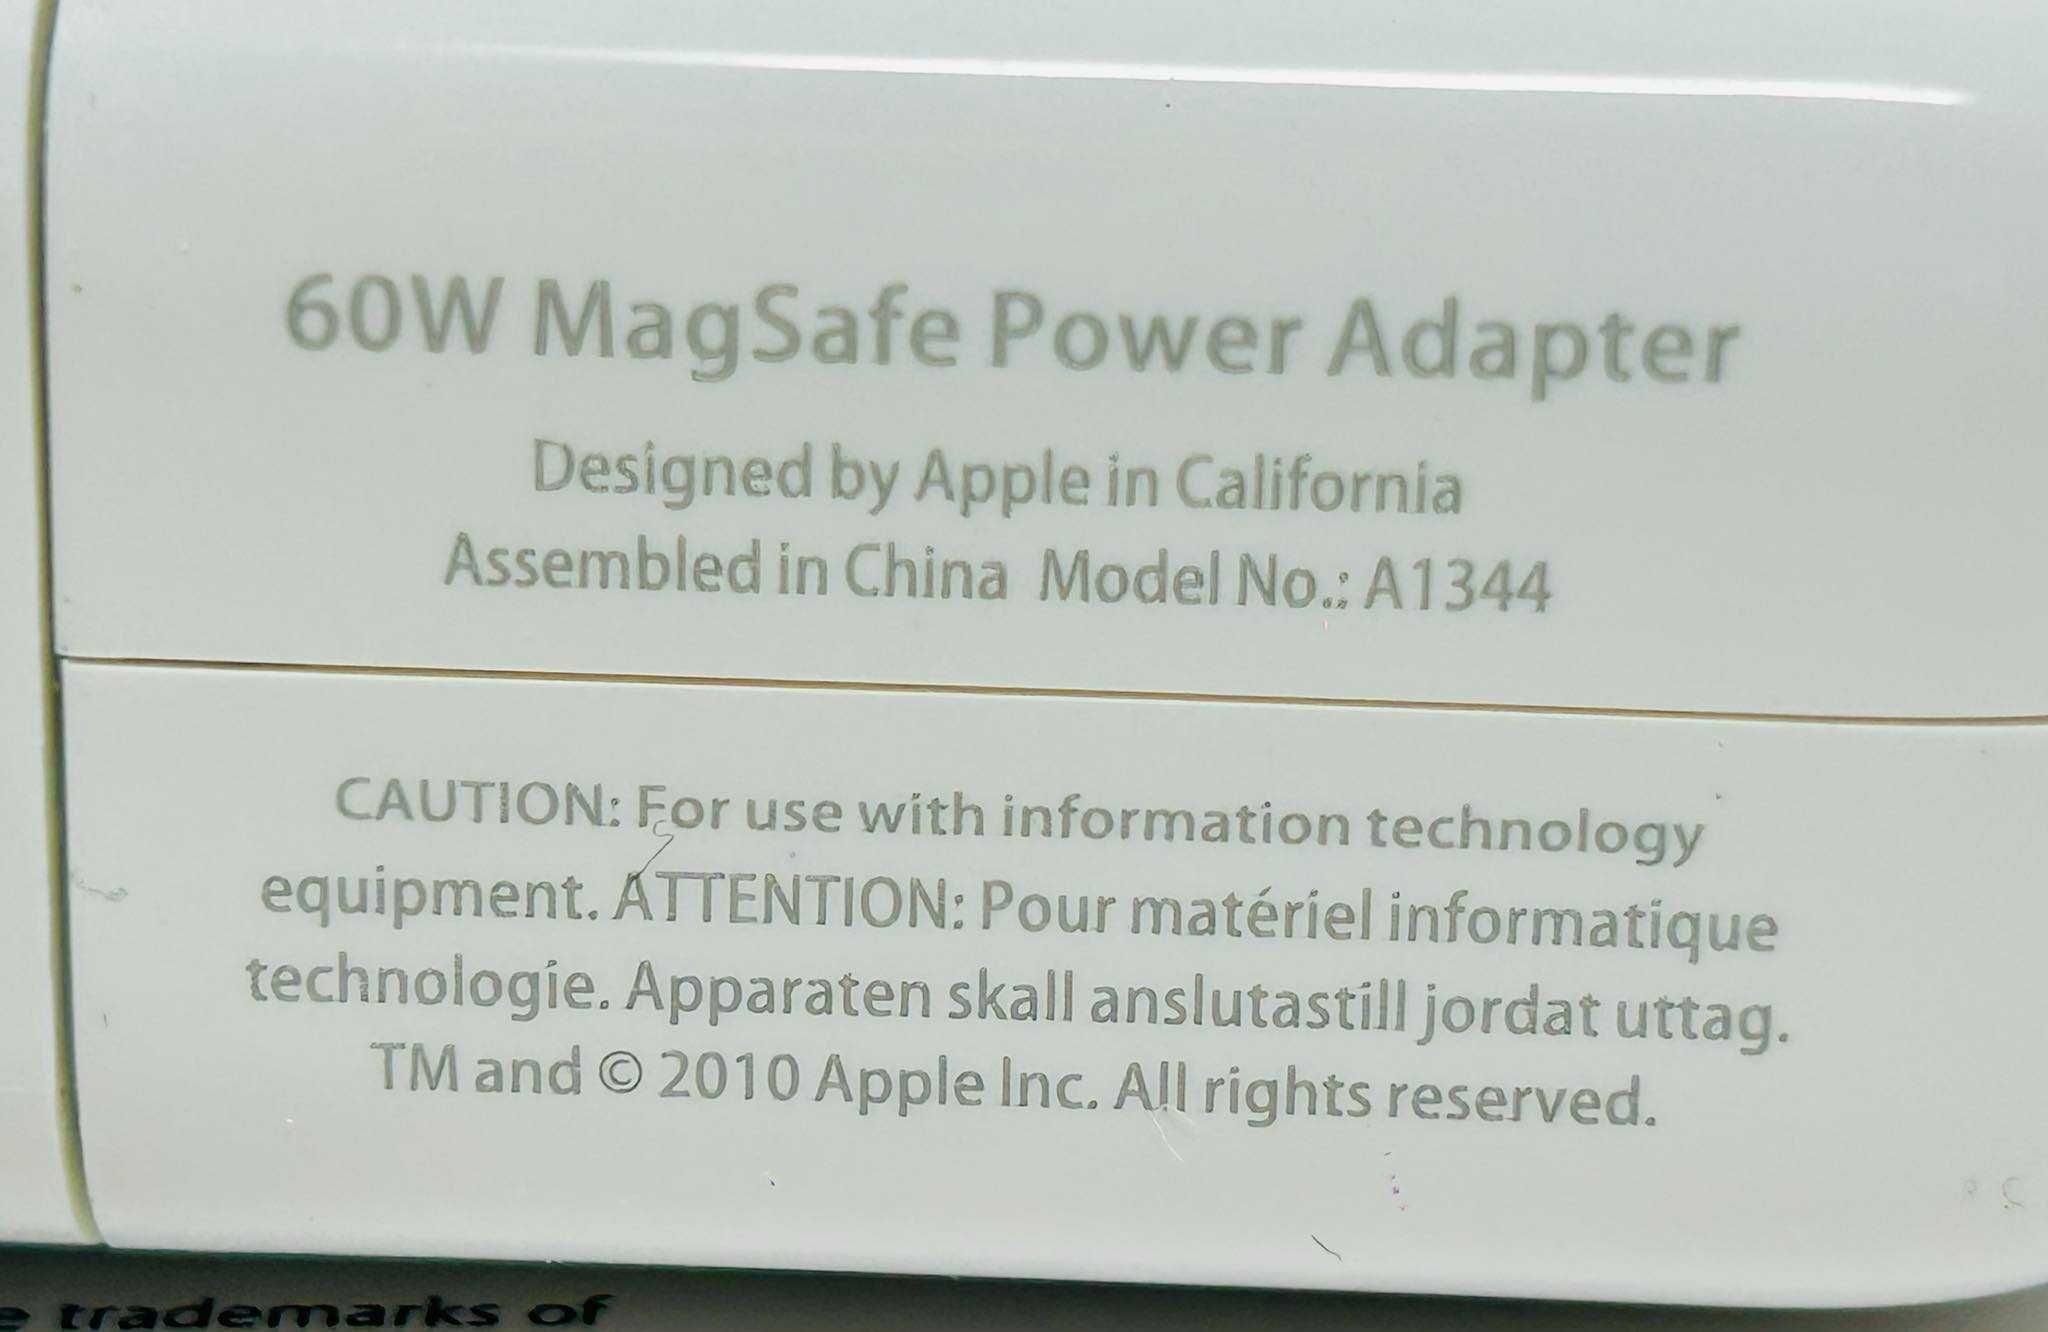 60W MagSafe Power Adapter
Designed by Apple in California
Assembled in China Model No.: A1344
CAUTION: For use with information technology
equipment. ATTENTION: Pour matériel informatique
technologie. Apparaten skall anslutastill jordat uttag.
TM and © 2010 Apple Inc. All rights reserved.
trademarks of